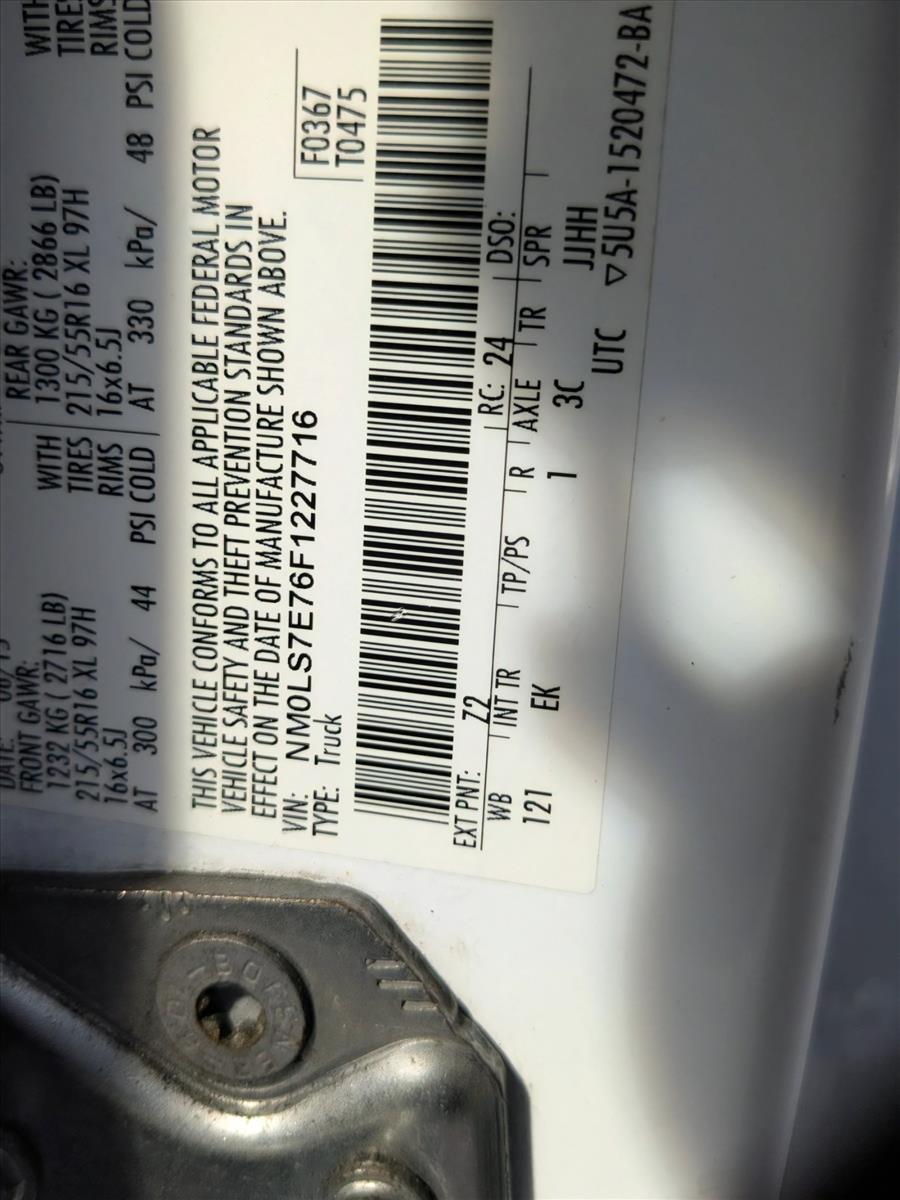 DATE:
FRONT GAWR:
1232 KG ( 2716 LB)
WITH
215/55R16 XL 97H
TIRES
16x6.5J
RIMS
AT 300 kPa/ 44 PSI COLD
REAR GAWR:
1300 KG ( 2866 LB)
WITH
215/55R16 XL 97H
TIRES
16x6.5J
RIMS
AT 330 kPa/ 48 PSI COLD
THIS VEHICLE CONFORMS TO ALL APPLICABLE FEDERAL MOTOR
VEHICLE SAFETY AND THEFT PREVENTION STANDARDS IN
EFFECT ON THE DATE OF MANUFACTURE SHOWN ABOVE.
VIN: NM0LS7E76F1227716
TYPE: Truck
F0367
T0475
EXT PNT: Z2 RC: 24 DSO:
WB INT TR TP/PS R AXLE TR SPR
121 EK 1 3C JJHH
UTC ▽5U5A-1520472-BA